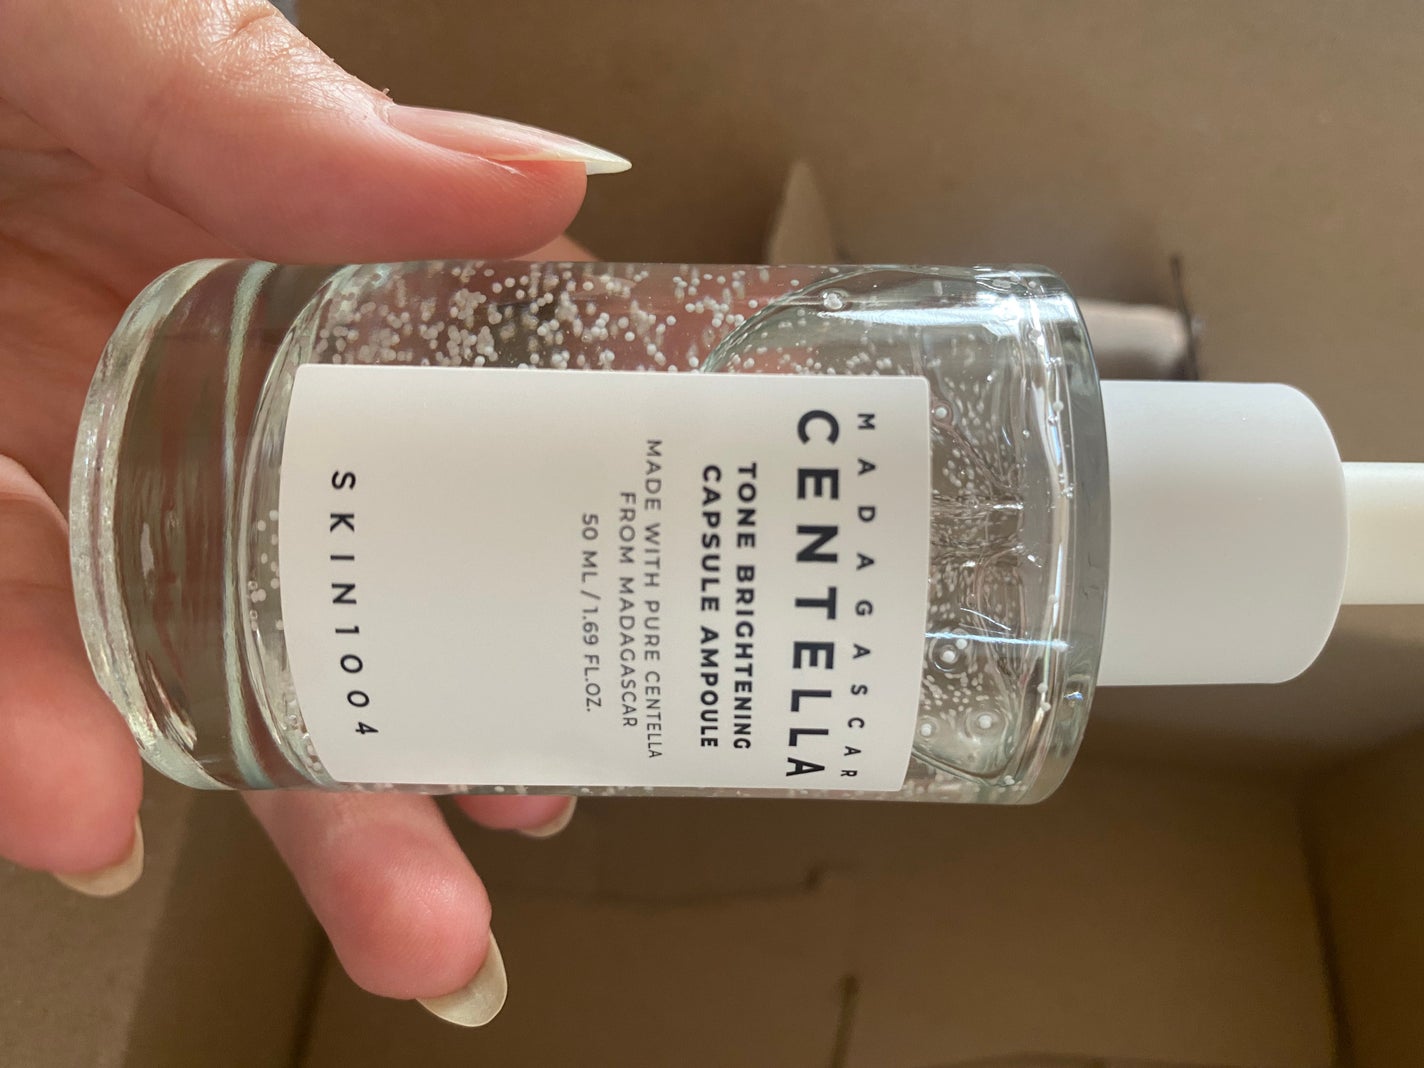 MADAGASCAR
CENTELLA
TONE BRIGHTENING
CAPSULE AMPOULE
MADE WITH PURE CENTELLA
FROM MADAGASCAR
50 ML / 1.69 FL.OZ.
SKIN1004